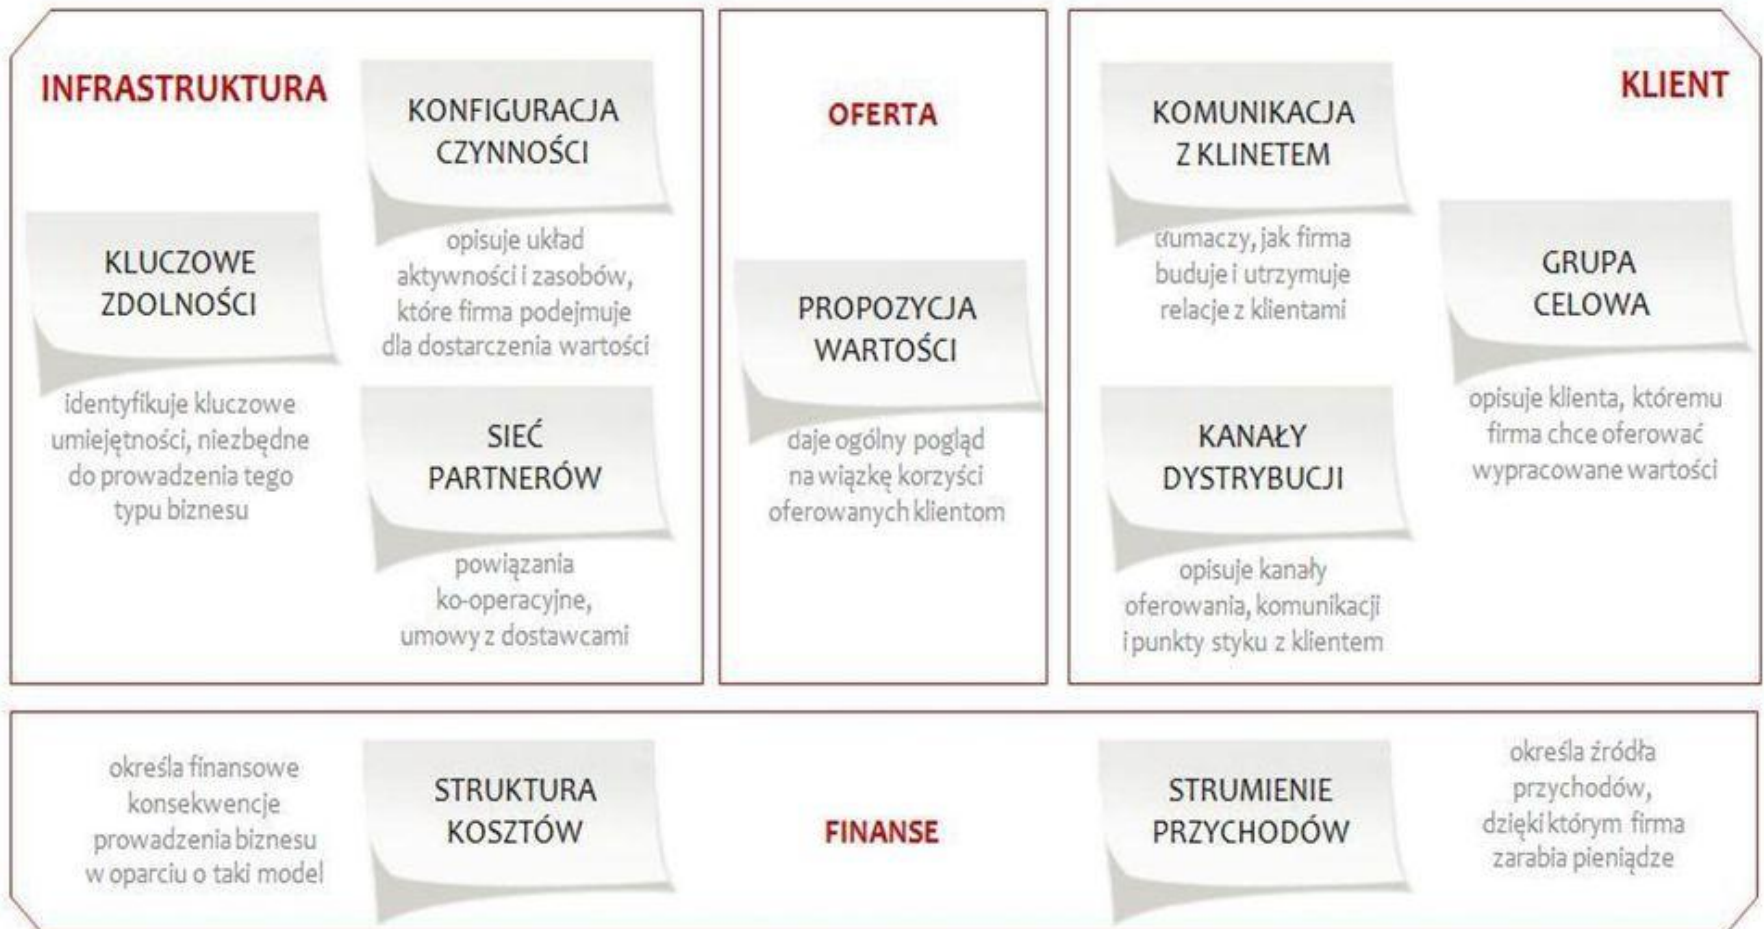 INFRASTRUKTURA
KONFIGURACJA
CZYNNOŚCI
opisuje układ
aktywności i zasobów,
które firma podejmuje
dla dostarczenia wartości
KLUCZOWE
ZDOLNOŚCI
identyfikuje kluczowe
umiejętności, niezbędne
do prowadzenia tego
typu biznesu
SIEĆ
PARTNERÓW
powiązania
ko-operacyjne,
umowy z dostawcami
OFERTA
PROPOZYCJA
WARTOŚCI
daje ogólny pogląd
na wiązkę korzyści
oferowanych klientom
KLIENT
KOMUNIKACJA
Z KLINETEM
tłumaczy, jak firma
buduje i utrzymuje
relacje z klientami
GRUPA
CELOWA
opisuje klienta, któremu
firma chce oferować
wypracowane wartości
KANAŁY
DYSTRYBUCJI
opisuje kanały
oferowania, komunikacji
i punkty styku z klientem
określa finansowe
konsekwencje
prowadzenia biznesu
w oparciu o taki model
STRUKTURA
KOSZTÓW
FINANSE
STRUMIENIE
PRZYCHODÓW
określa źródła
przychodów,
dzięki którym firma
zarabia pieniądze